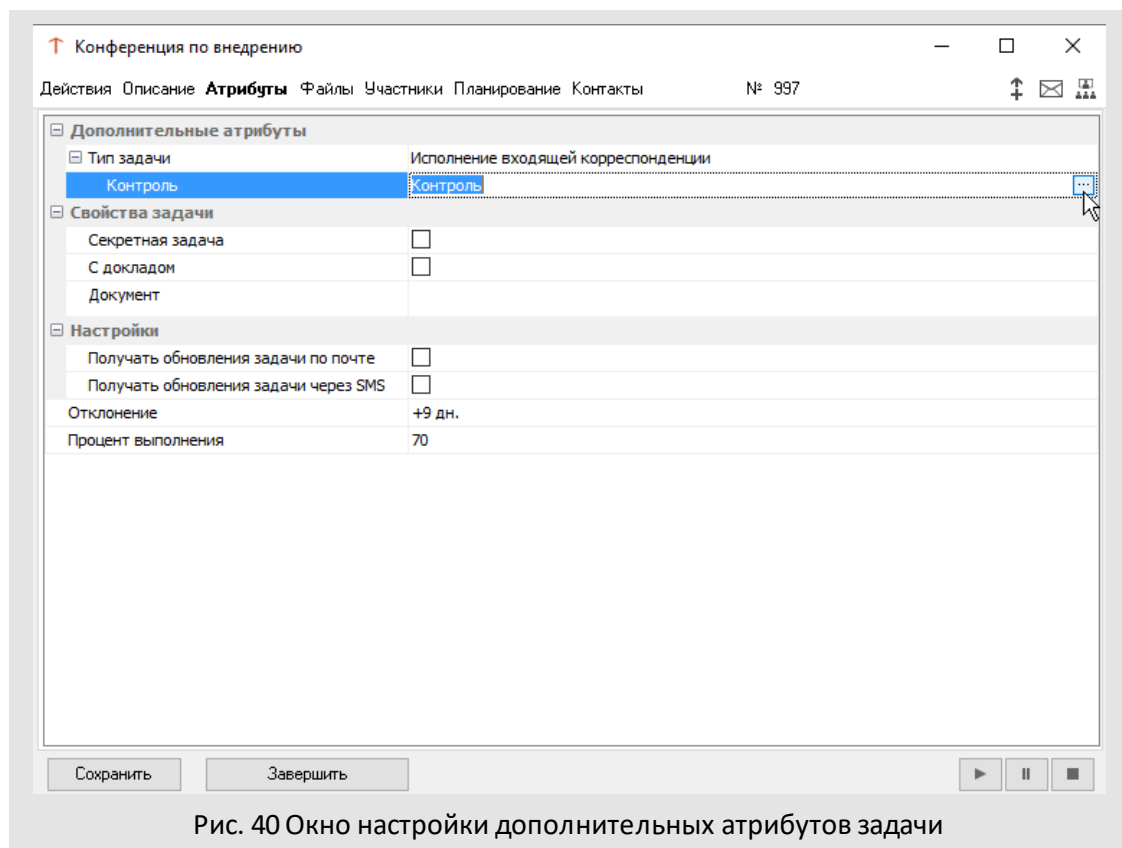 Конференция по внедрению
Действия Описание Атрибуты Файлы Участники Планирование Контакты № 997
Дополнительные атрибуты
Тип задачи Исполнение входящей корреспонденции
Контроль Контроль ...
Свойства задачи
Секретная задача
С докладом
Документ
Настройки
Получать обновления задачи по почте
Получать обновления задачи через SMS
Отклонение +9 дн.
Процент выполнения 70
Сохранить Завершить
Рис. 40 Окно настройки дополнительных атрибутов задачи